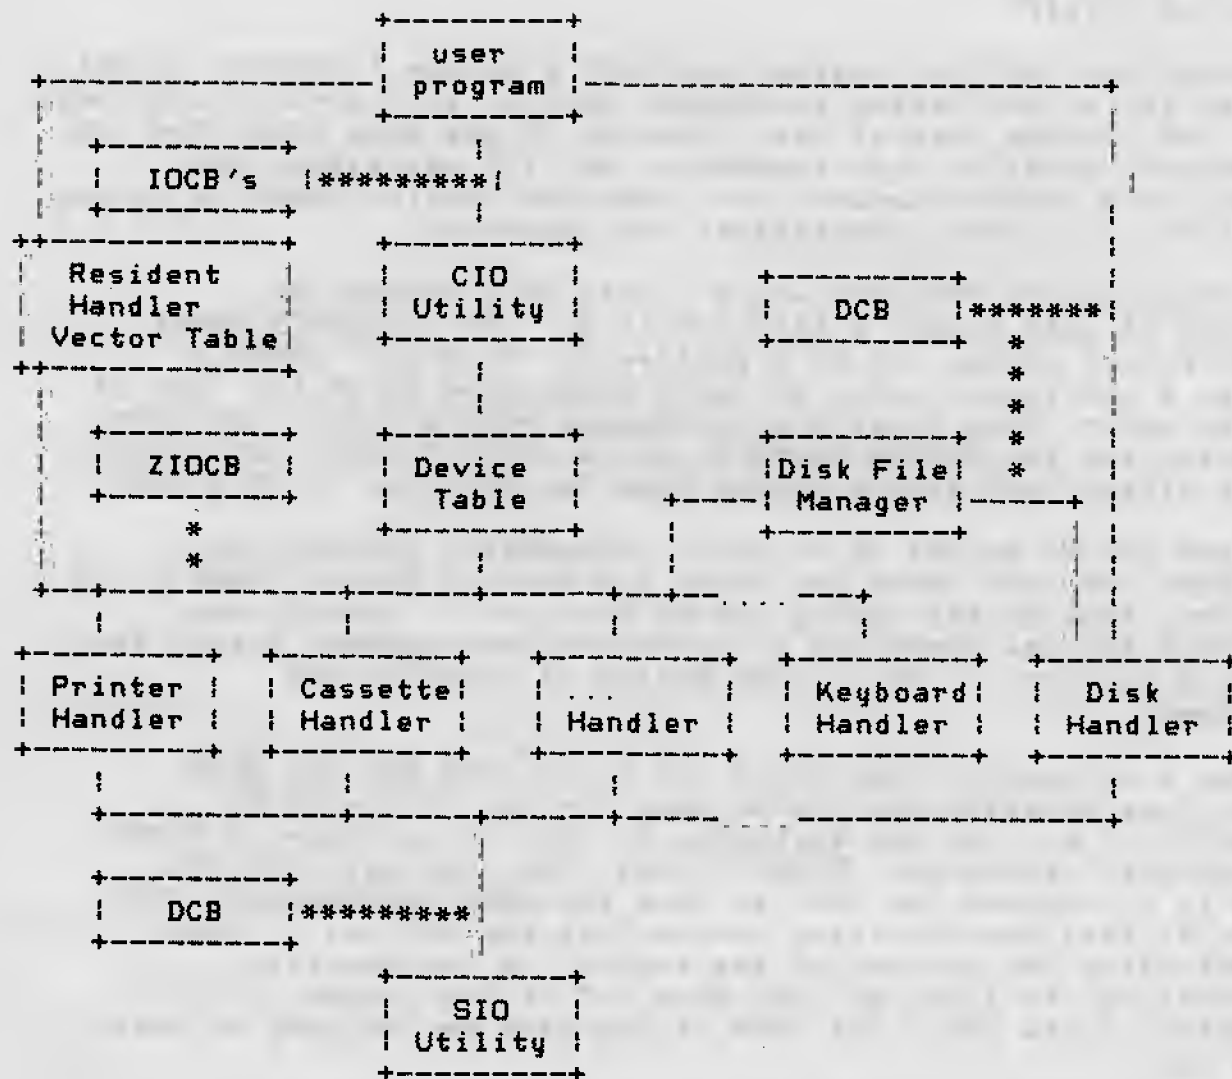 user
program
IOCB's
Resident
Handler
Vector Table
CIO
Utility
DCB
ZIOCB
Device
Table
Disk File
Manager
Printer
Handler
Cassette
Handler
...
Handler
Keyboard
Handler
Disk
Handler
DCB
SIO
Utility